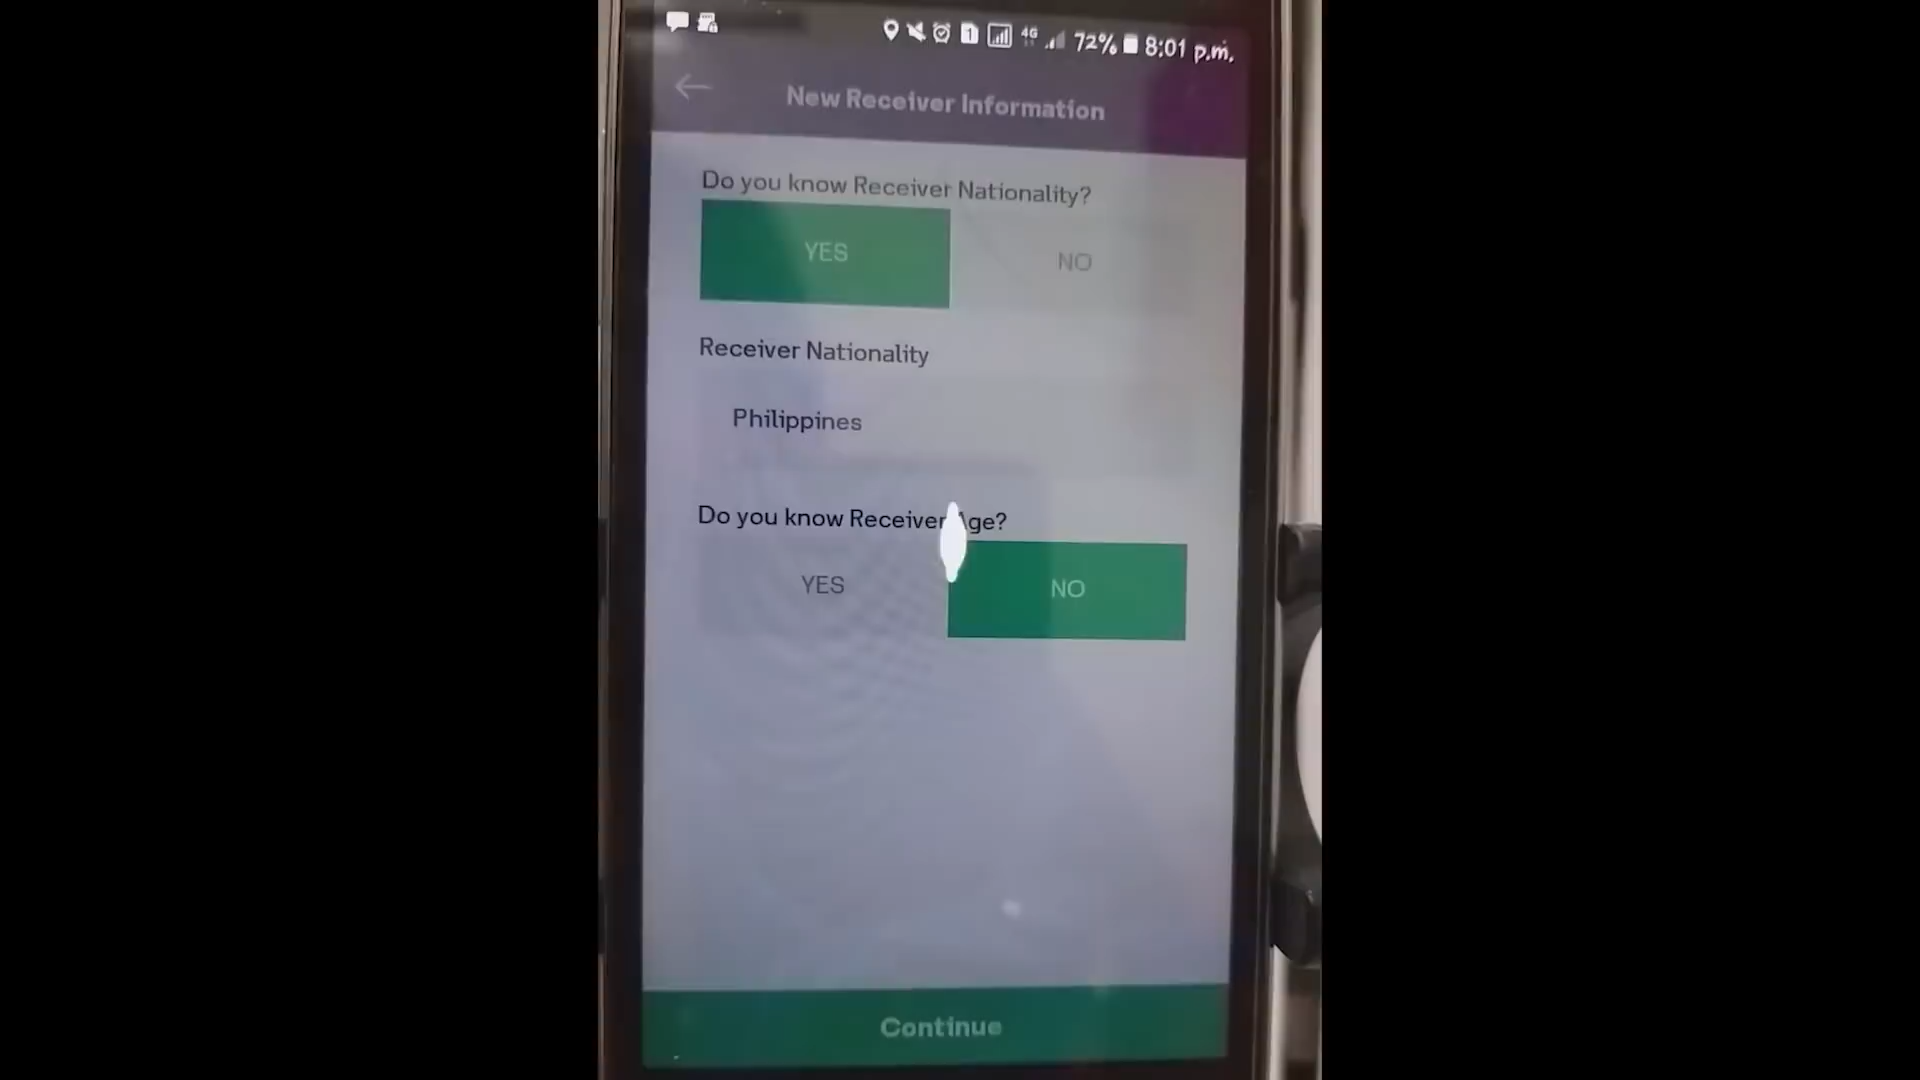 4G 72% 8:01 p.m.
New Receiver Information
Do you know Receiver Nationality?
YES NO
Receiver Nationality
Philippines
Do you know Receiver Age?
YES NO
Continue